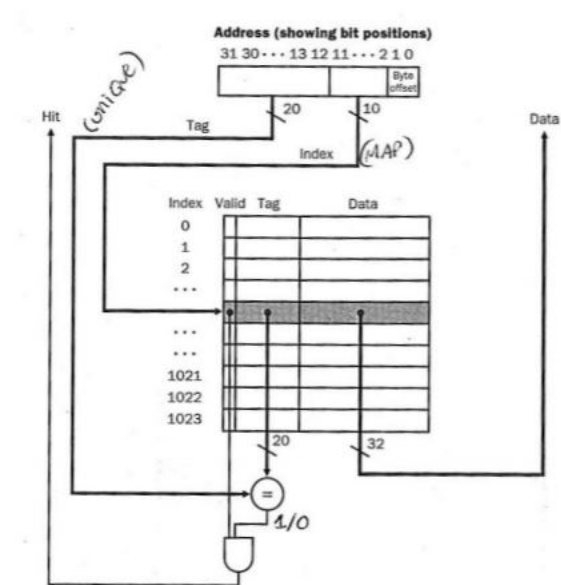 Address (showing bit positions)
31 30 ··· 13 12 11 ··· 2 1 0
Byte offset
Hit
(UNIQUE)
20
10
Data
Tag
Index
(MAP)
Index Valid Tag Data
0
1
2
...
...
...
1021
1022
1023
20
32
=
1/0